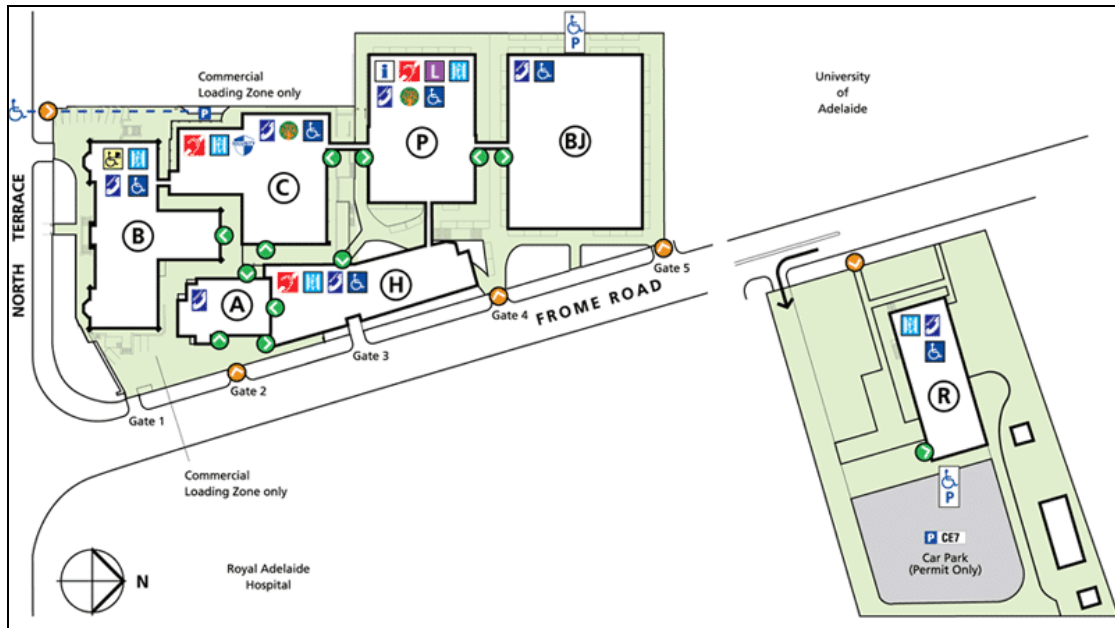 Commercial
Loading Zone only
University
of
Adelaide
P
P
i
L
P
BJ
C
B
NORTH TERRACE
A
H
FROME ROAD
Gate 5
Gate 4
Gate 3
Gate 2
Gate 1
R
P
P CE7
Car Park
(Permit Only)
Commercial
Loading Zone only
Royal Adelaide
Hospital
N